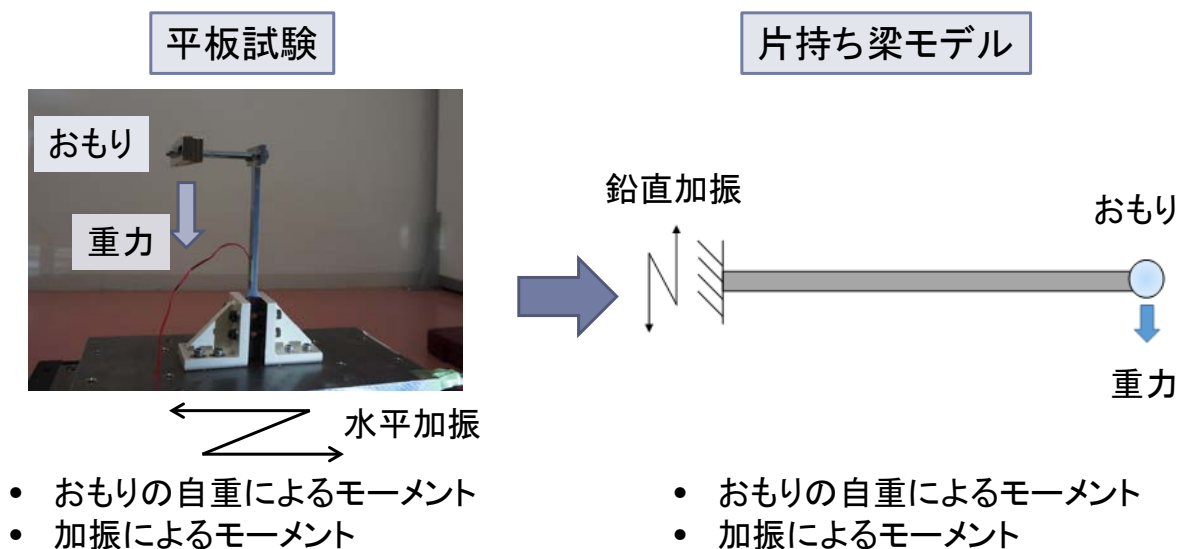 平板試験
片持ち梁モデル
おもり
重力
水平加振
鉛直加振
おもり
重力
• おもりの自重によるモーメント
• 加振によるモーメント
• おもりの自重によるモーメント
• 加振によるモーメント